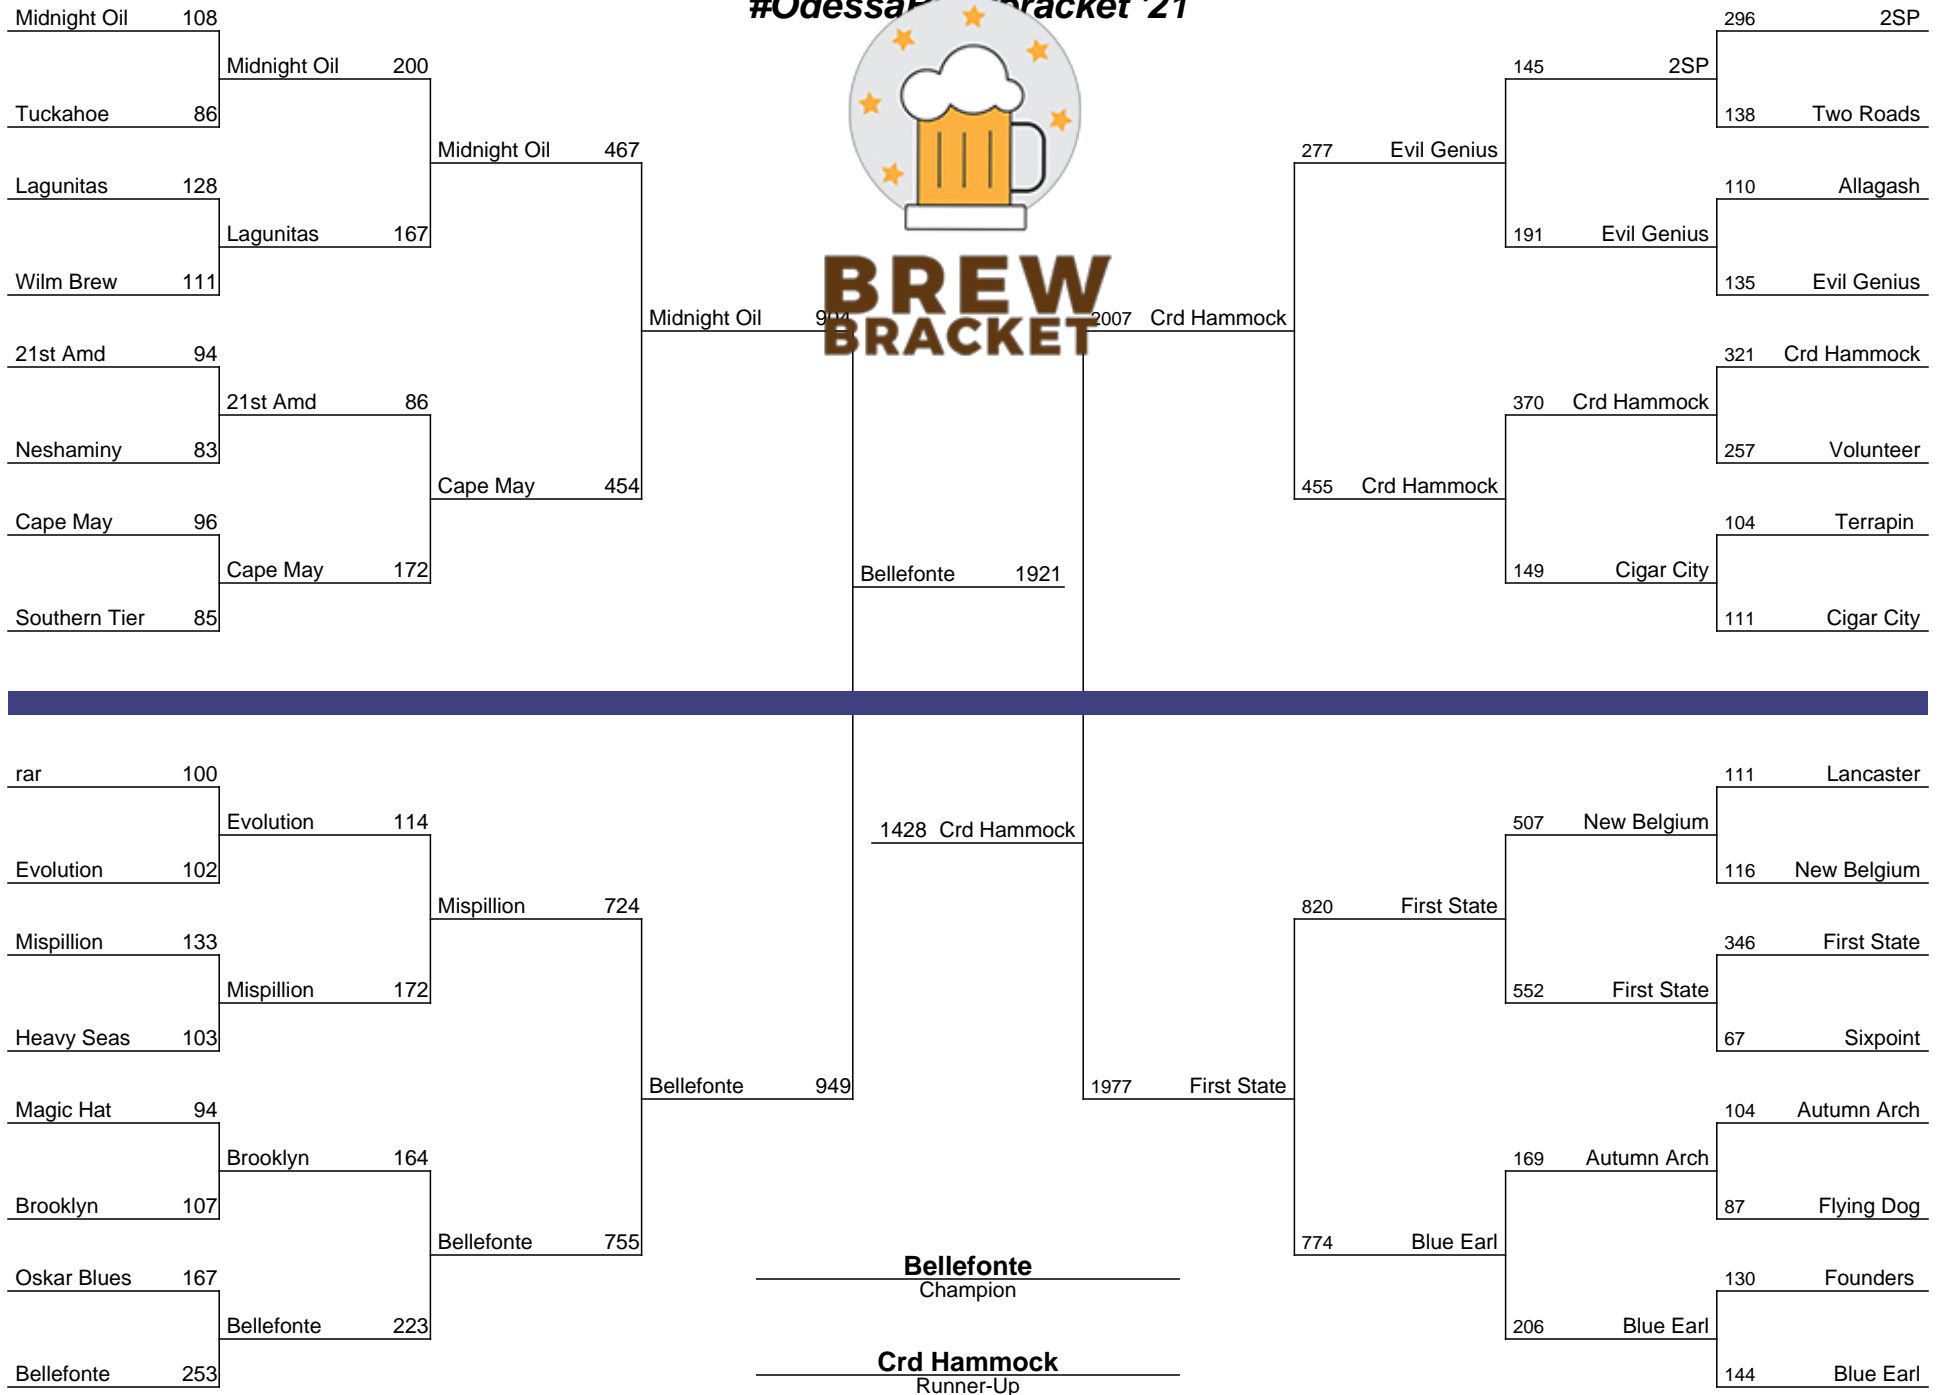 #OdessaB bracket '21
Midnight Oil 108
296 2SP
Midnight Oil 200
145 2SP
Tuckahoe 86
138 Two Roads
Midnight Oil 467
277 Evil Genius
Lagunitas 128
110 Allagash
Lagunitas 167
191 Evil Genius
Wilm Brew 111
135 Evil Genius
BREW
Midnight Oil 904
2007 Crd Hammock
BRACKET
21st Amd 94
321 Crd Hammock
21st Amd 86
370 Crd Hammock
Neshaminy 83
257 Volunteer
Cape May 454
455 Crd Hammock
Cape May 96
104 Terrapin
Cape May 172
Bellefonte 1921
149 Cigar City
Southern Tier 85
111 Cigar City
rar 100
111 Lancaster
Evolution 114
1428 Crd Hammock
507 New Belgium
Evolution 102
116 New Belgium
Mispillion 724
820 First State
Mispillion 133
346 First State
Mispillion 172
552 First State
Heavy Seas 103
67 Sixpoint
Bellefonte 949
1977 First State
Magic Hat 94
104 Autumn Arch
Brooklyn 164
169 Autumn Arch
Brooklyn 107
87 Flying Dog
Bellefonte 755
774 Blue Earl
Bellefonte
Champion
Oskar Blues 167
130 Founders
Bellefonte 223
206 Blue Earl
Crd Hammock
Runner-Up
Bellefonte 253
144 Blue Earl